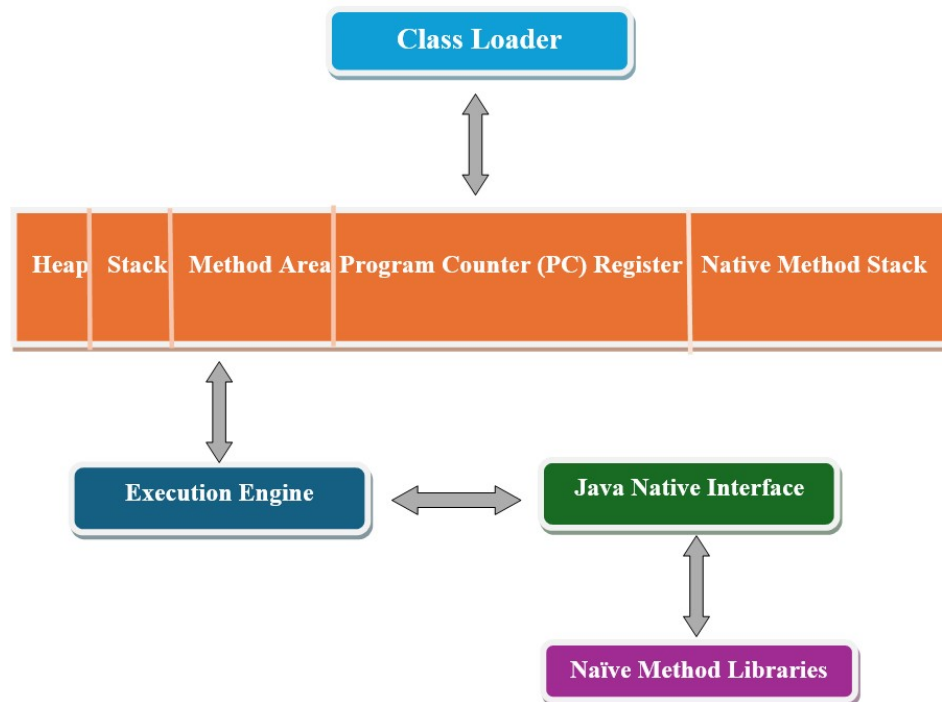 Class Loader
Heap Stack Method Area Program Counter (PC) Register Native Method Stack
Execution Engine
Java Native Interface
Naïve Method Libraries